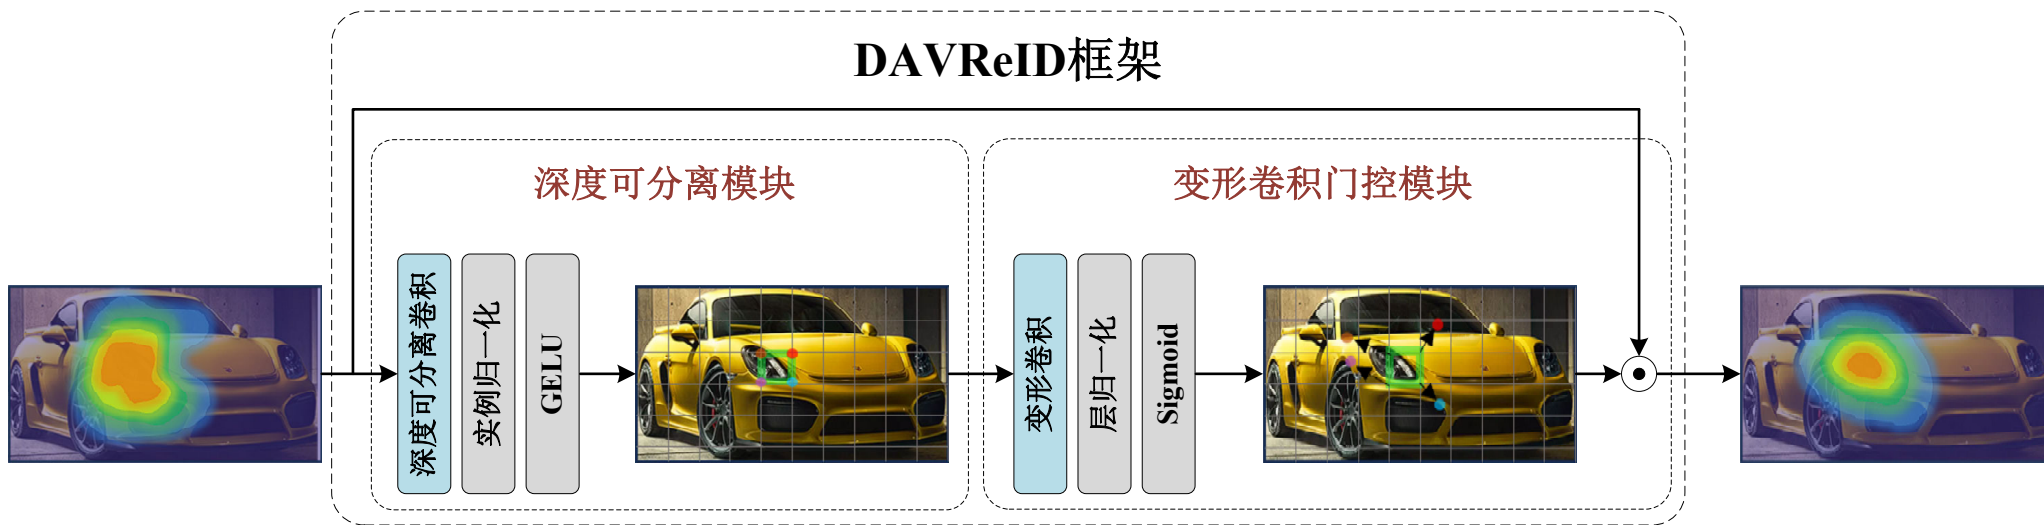 DAVReID框架
深度可分离模块
变形卷积门控模块
深度可分离卷积
实例归一化
GELU
变形卷积
层归一化
Sigmoid